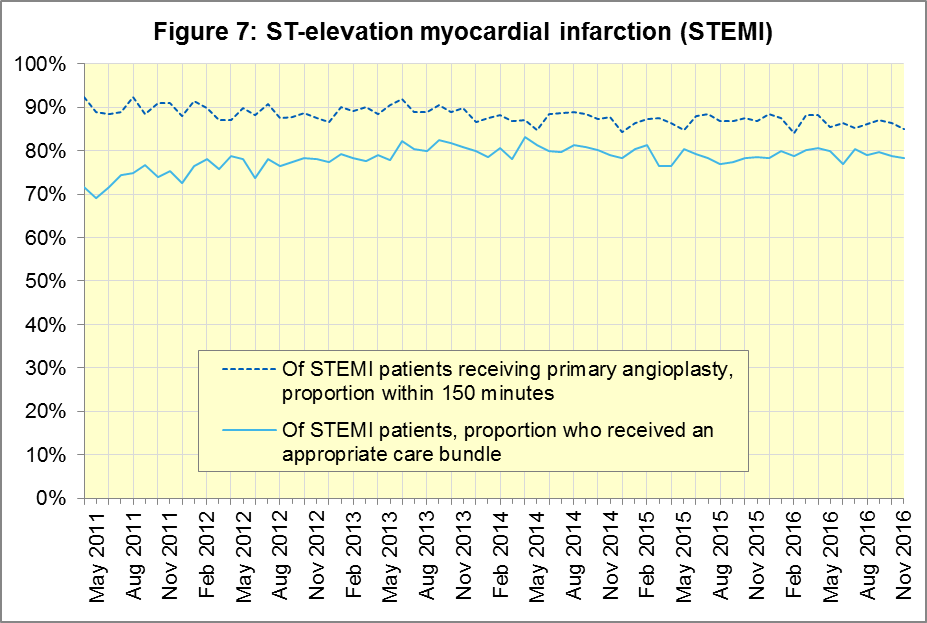 Figure 7: ST-elevation myocardial infarction (STEMI)
100%
90%
80%
70%
60%
50%
40%
30%
20%
10%
0%
Of STEMI patients receiving primary angioplasty,
proportion within 150 minutes
Of STEMI patients, proportion who received an
appropriate care bundle
May 2011
Aug 2011
Nov 2011
Feb 2012
May 2012
Aug 2012
Nov 2012
Feb 2013
May 2013
Aug 2013
Nov 2013
Feb 2014
May 2014
Aug 2014
Nov 2014
Feb 2015
May 2015
Aug 2015
Nov 2015
Feb 2016
May 2016
Aug 2016
Nov 2016